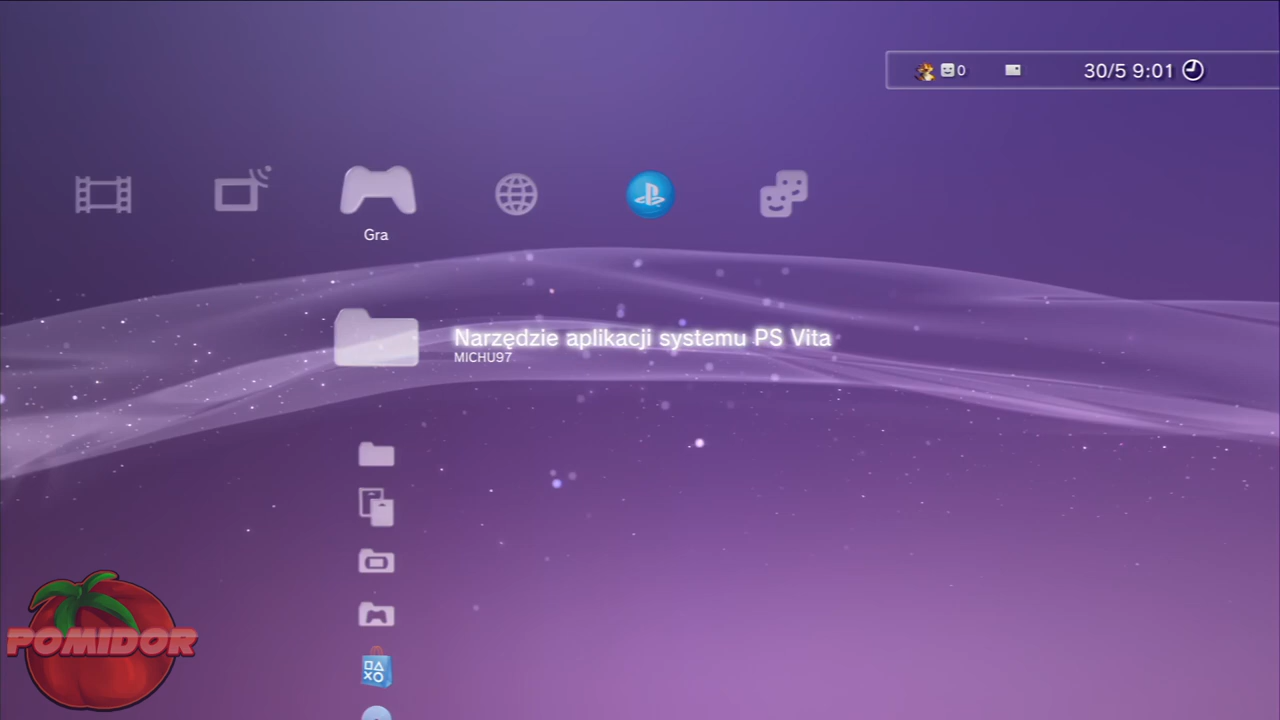 0 30/5 9:01
Gra
Narzędzie aplikacji systemu PS Vita
MICHU97
POMIDOR